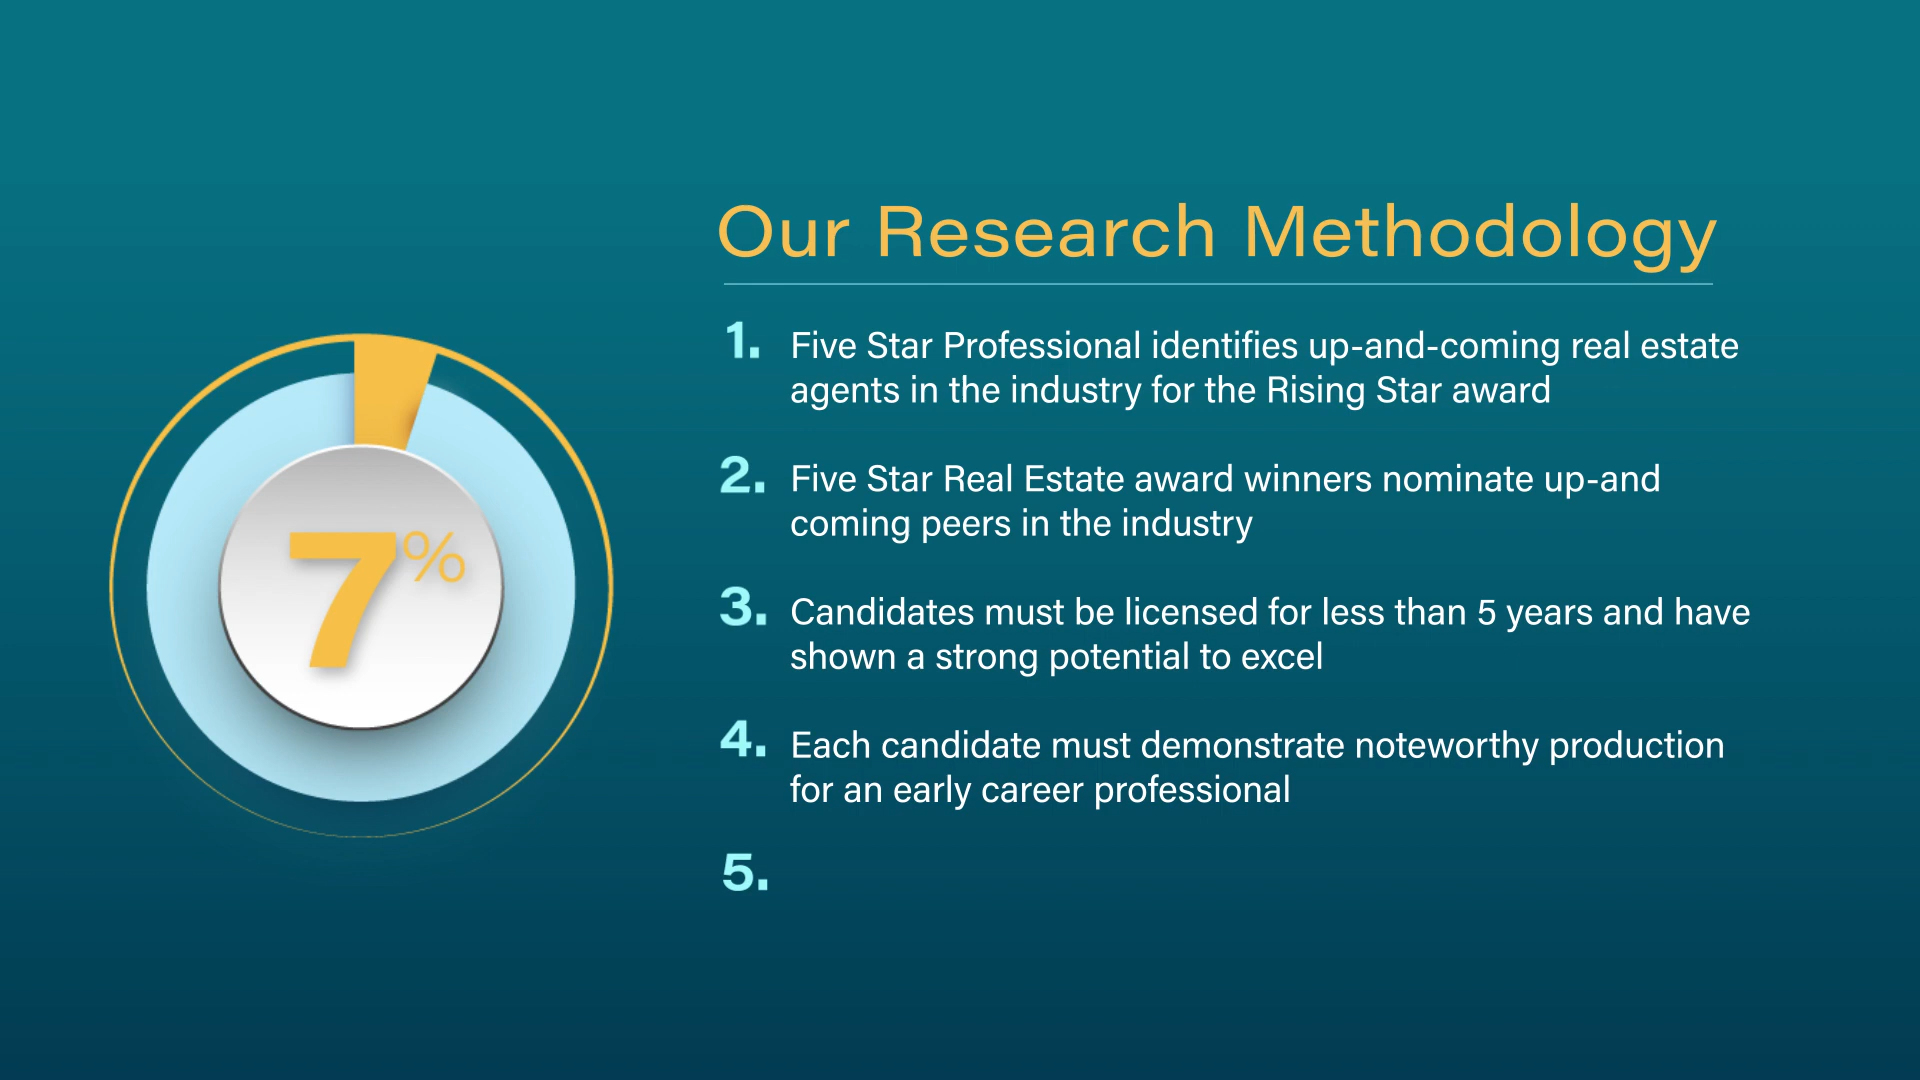 Our Research Methodology
7%
1. Five Star Professional identifies up-and-coming real estate
agents in the industry for the Rising Star award
2. Five Star Real Estate award winners nominate up-and
coming peers in the industry
3. Candidates must be licensed for less than 5 years and have
shown a strong potential to excel
4. Each candidate must demonstrate noteworthy production
for an early career professional
5.